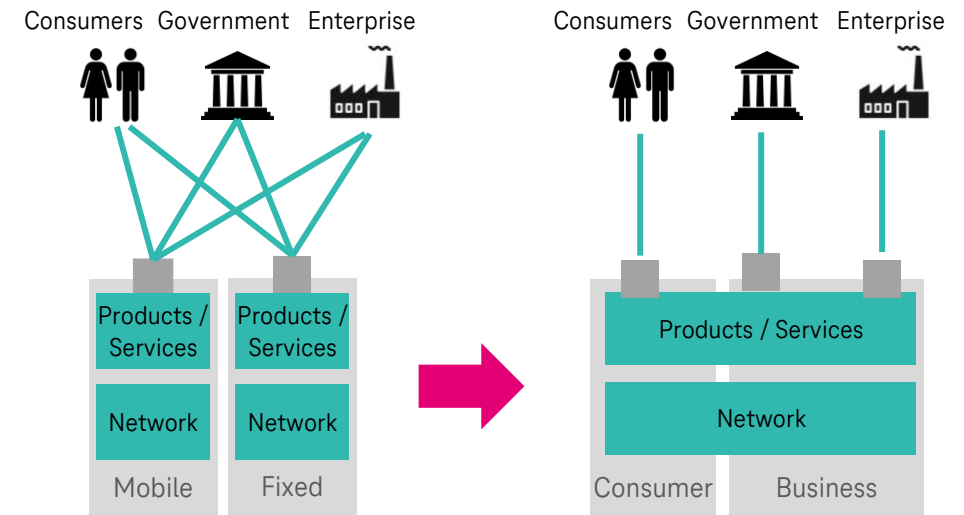 Consumers Government Enterprise
Consumers Government Enterprise
Products /
Services
Products /
Services
Network
Network
Mobile
Fixed
Products / Services
Network
Consumer
Business